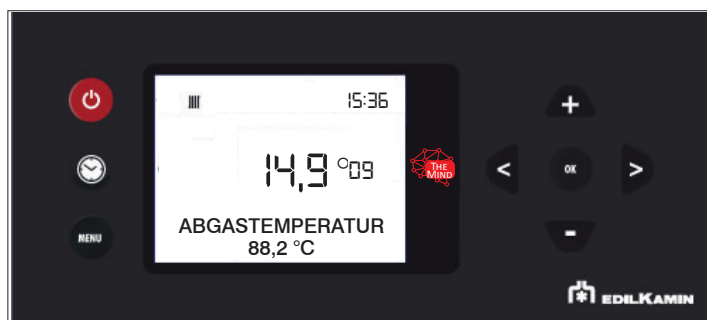 15:36
14,9 °09
THE
MIND
< OK >
+
-
MENU
ABGASTEMPERATUR
88,2 °C
EDILKAMIN